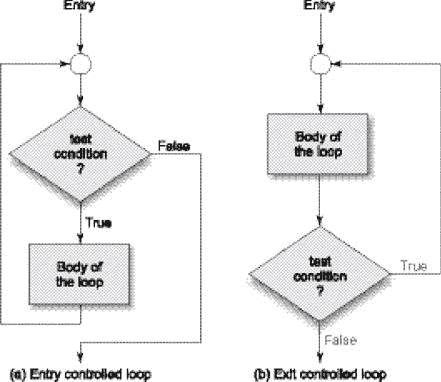 Entry
test
condition
?
False
True
Body of
the loop
(a) Entry controlled loop
Entry
Body of
the loop
test
condition
?
True
False
(b) Exit controlled loop